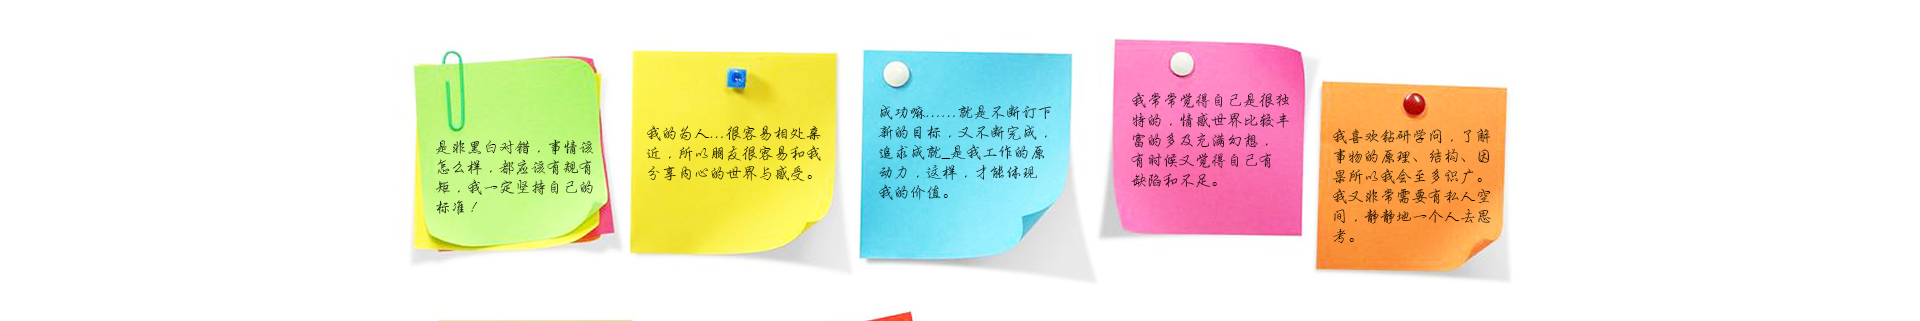 是非黑白对错，事情该
怎么样，都应该有规有
矩，我一定坚持自己的
标准！
我的为人...很容易相处亲
近，所以朋友很容易和我
分享内心的世界与感受。
成功嘛......就是不断订下
新的目标，又不断完成，
追求成就_是我工作的原
动力，这样，才能体现
我的价值。
我常常觉得自己是很独
特的，情感世界比较丰
富的多及充满幻想，
有时候又觉得自己有
缺陷和不足。
我喜欢钻研学问，了解
事物的原理、结构、因
果所以我会至多识广。
我又非常需要有私人空
间，静静地一个人去思
考。